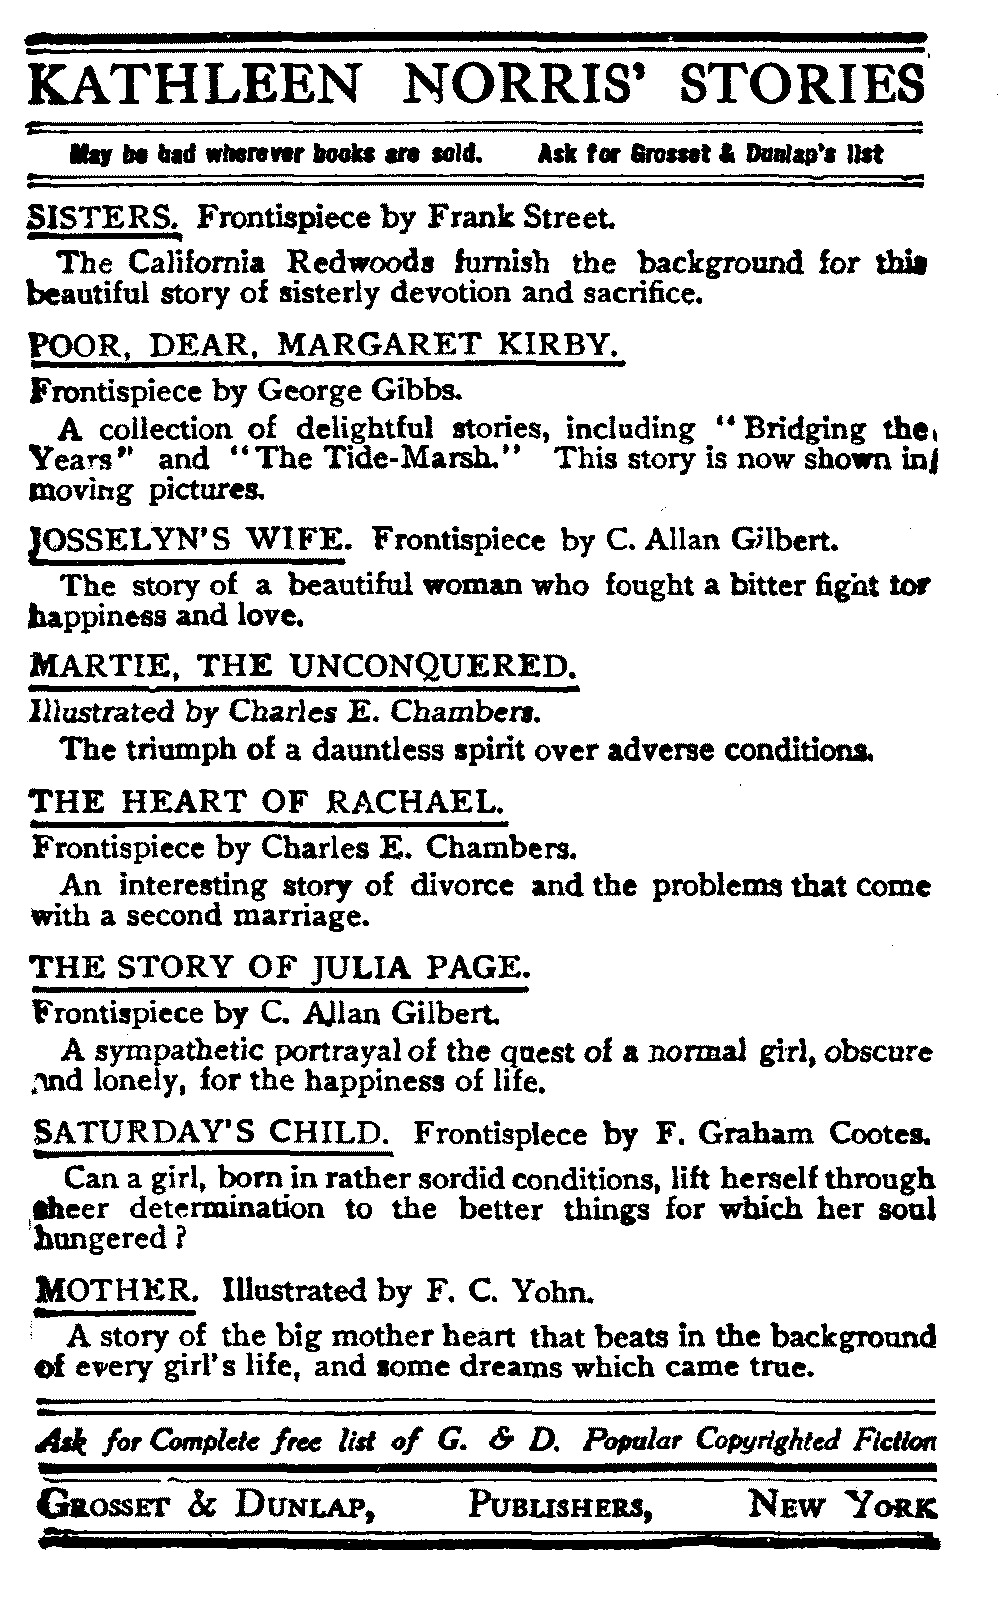 KATHLEEN NORRIS' STORIES
May be had wherever books are sold. Ask for Grosset & Dunlap's list
SISTERS. Frontispiece by Frank Street.
The California Redwoods furnish the background for this
beautiful story of sisterly devotion and sacrifice.
POOR, DEAR, MARGARET KIRBY.
Frontispiece by George Gibbs.
A collection of delightful stories, including "Bridging the
Years" and "The Tide-Marsh." This story is now shown in
moving pictures.
JOSSELYN'S WIFE. Frontispiece by C. Allan Gilbert.
The story of a beautiful woman who fought a bitter fight for
happiness and love.
MARTIE, THE UNCONQUERED.
Illustrated by Charles E. Chambers.
The triumph of a dauntless spirit over adverse conditions.
THE HEART OF RACHAEL.
Frontispiece by Charles E. Chambers.
An interesting story of divorce and the problems that come
with a second marriage.
THE STORY OF JULIA PAGE.
Frontispiece by C. Allan Gilbert.
A sympathetic portrayal of the quest of a normal girl, obscure
and lonely, for the happiness of life.
SATURDAY'S CHILD. Frontispiece by F. Graham Cootes.
Can a girl, born in rather sordid conditions, lift herself through
sheer determination to the better things for which her soul
hungered ?
MOTHER. Illustrated by F. C. Yohn.
A story of the big mother heart that beats in the background
of every girl's life, and some dreams which came true.
Ask for Complete free list of G. & D. Popular Copyrighted Fiction
GROSSET & DUNLAP, PUBLISHERS, NEW YORK